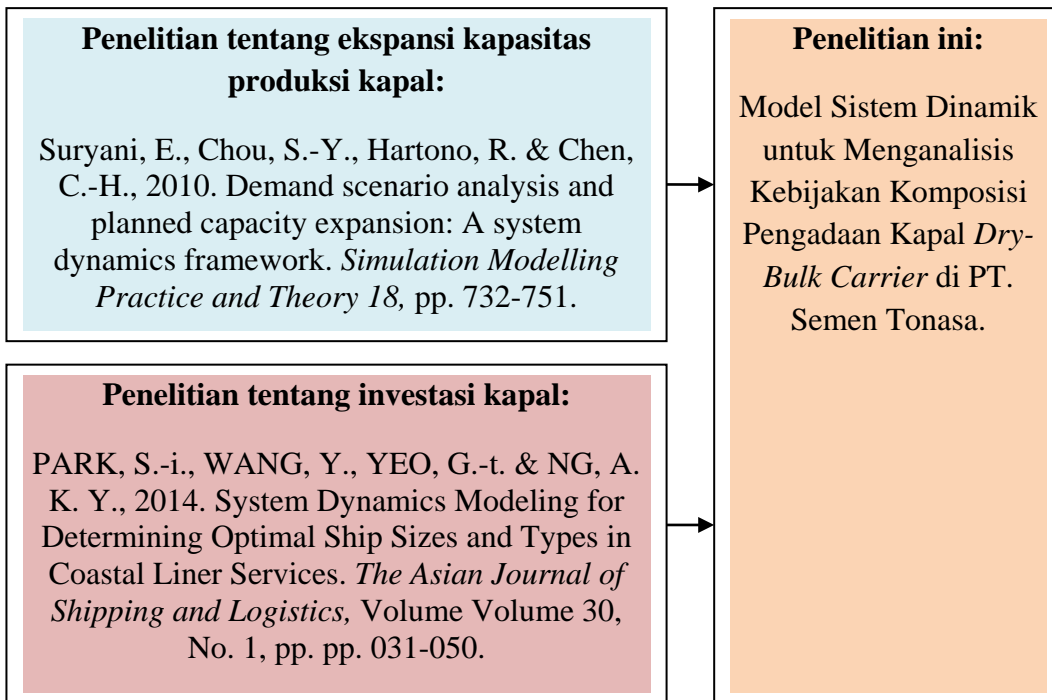 Penelitian tentang ekspansi kapasitas
produksi kapal:
Suryani, E., Chou, S.-Y., Hartono, R. & Chen,
C.-H., 2010. Demand scenario analysis and
planned capacity expansion: A system
dynamics framework. Simulation Modelling
Practice and Theory 18, pp. 732-751.
Penelitian tentang investasi kapal:
PARK, S.-i., WANG, Y., YEO, G.-t. & NG, A.
K. Y., 2014. System Dynamics Modeling for
Determining Optimal Ship Sizes and Types in
Coastal Liner Services. The Asian Journal of
Shipping and Logistics, Volume Volume 30,
No. 1, pp. pp. 031-050.
Penelitian ini:
Model Sistem Dinamik
untuk Menganalisis
Kebijakan Komposisi
Pengadaan Kapal Dry-
Bulk Carrier di PT.
Semen Tonasa.